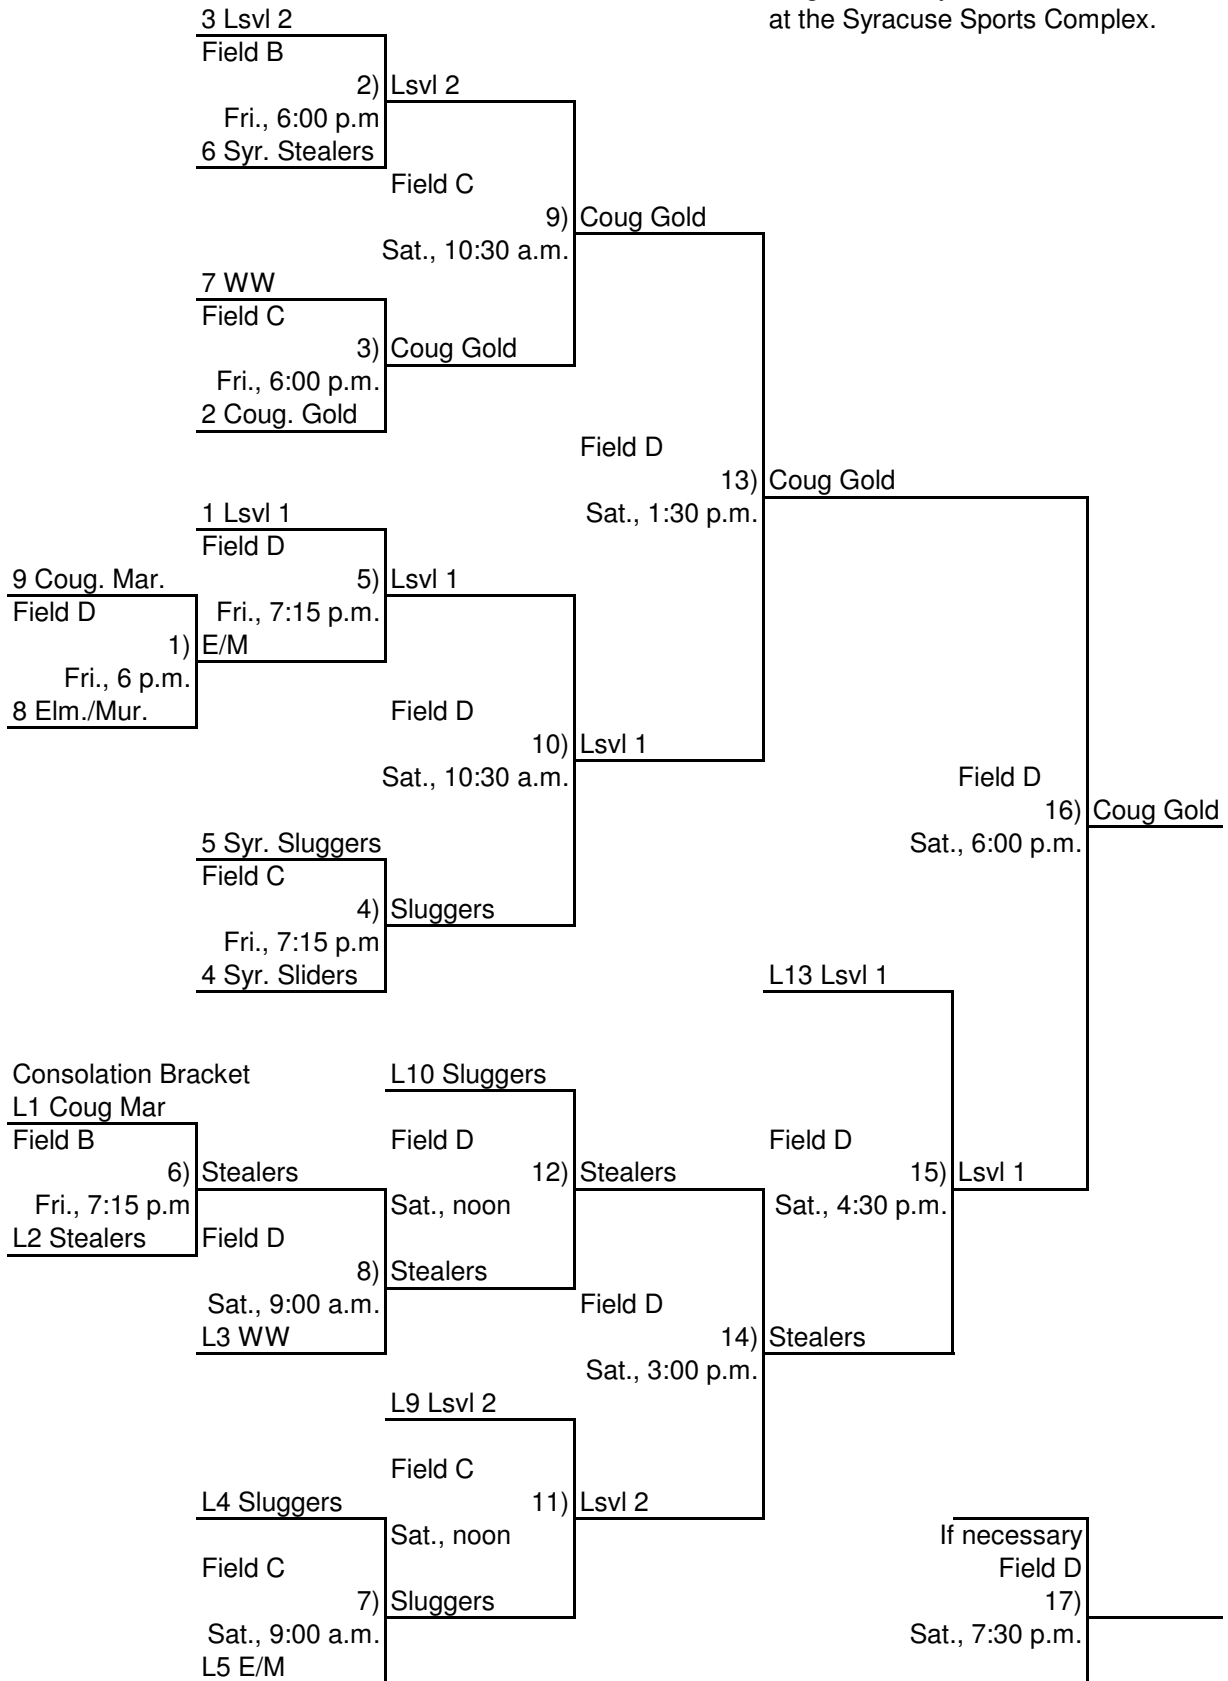 at the Syracuse Sports Complex.
3 Lsvl 2
Field B
2) Lsvl 2
Fri., 6:00 p.m
6 Syr. Stealers
Field C
9) Coug Gold
Sat., 10:30 a.m.
7 WW
Field C
3) Coug Gold
Fri., 6:00 p.m.
2 Coug. Gold
Field D
13) Coug Gold
Sat., 1:30 p.m.
1 Lsvl 1
Field D
5) Lsvl 1
Fri., 7:15 p.m.
9 Coug. Mar.
Field D
1) E/M
Fri., 6 p.m.
8 Elm./Mur.
Field D
10) Lsvl 1
Sat., 10:30 a.m.
Field D
16) Coug Gold
Sat., 6:00 p.m.
5 Syr. Sluggers
Field C
4) Sluggers
Fri., 7:15 p.m
4 Syr. Sliders
L13 Lsvl 1
Consolation Bracket
L1 Coug Mar
Field B
6) Stealers
Fri., 7:15 p.m
L2 Stealers
L10 Sluggers
Field D
12) Stealers
Sat., noon
Field D
15) Lsvl 1
Sat., 4:30 p.m.
Field D
8) Stealers
Sat., 9:00 a.m.
L3 WW
Field D
14) Stealers
Sat., 3:00 p.m.
L9 Lsvl 2
Field C
11) Lsvl 2
Sat., noon
L4 Sluggers
Field C
7) Sluggers
Sat., 9:00 a.m.
L5 E/M
If necessary
Field D
17)
Sat., 7:30 p.m.